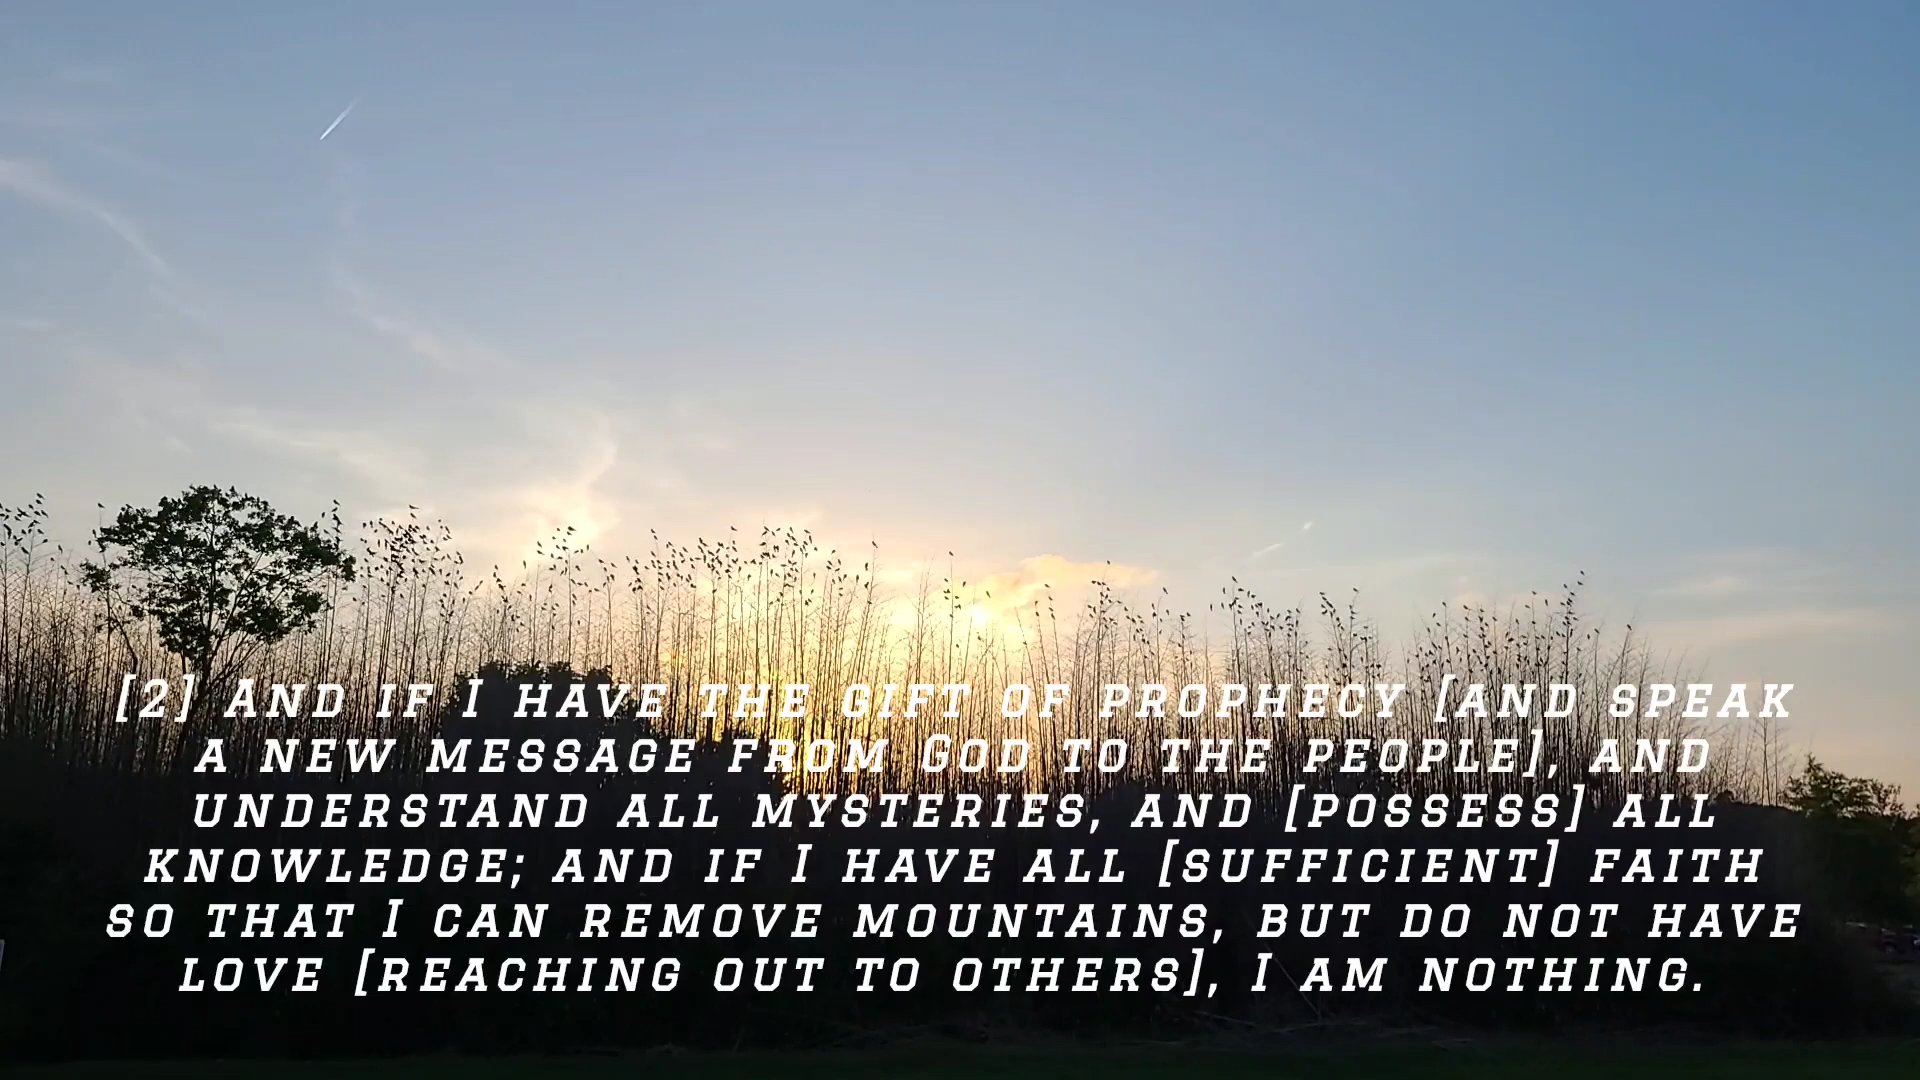 [2] And if I have the gift of prophecy [and speak
a new message from God to the people], and
understand all mysteries, and [possess] all
knowledge; and if I have all [sufficient] faith
so that I can remove mountains, but do not have
love [reaching out to others], I am nothing.